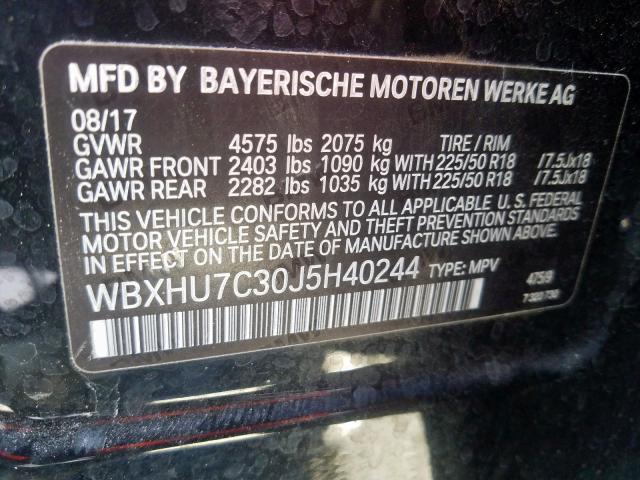 MFD BY BAYERISCHE MOTOREN WERKE AG
08/17
GVWR 4575 lbs 2075 kg TIRE / RIM
GAWR FRONT 2403 lbs 1090 kg WITH 225/50 R18 /7.5Jx18
GAWR REAR 2282 lbs 1035 kg WITH 225/50 R18 /7.5Jx18
THIS VEHICLE CONFORMS TO ALL APPLICABLE U.S. FEDERAL
MOTOR VEHICLE SAFETY AND THEFT PREVENTION STANDARDS
IN EFFECT ON THE DATE OF MANUFACTURE SHOWN ABOVE.
WBXHU7C30J5H40244 TYPE: MPV 4759